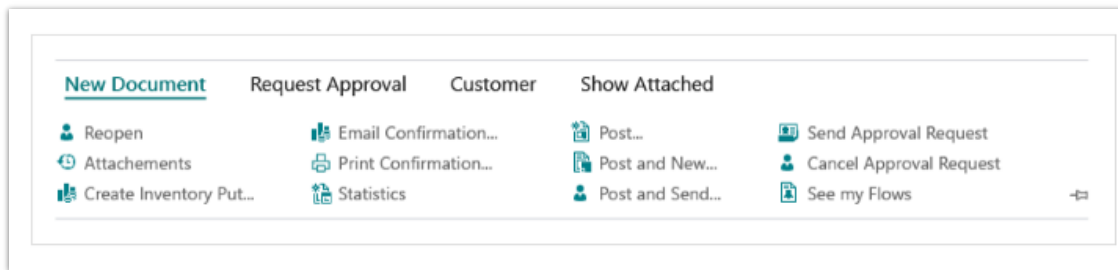 New Document Request Approval Customer Show Attached
Reopen Email Confirmation... Post... Send Approval Request
Attachements Print Confirmation... Post and New... Cancel Approval Request
Create Inventory Put... Statistics Post and Send... See my Flows